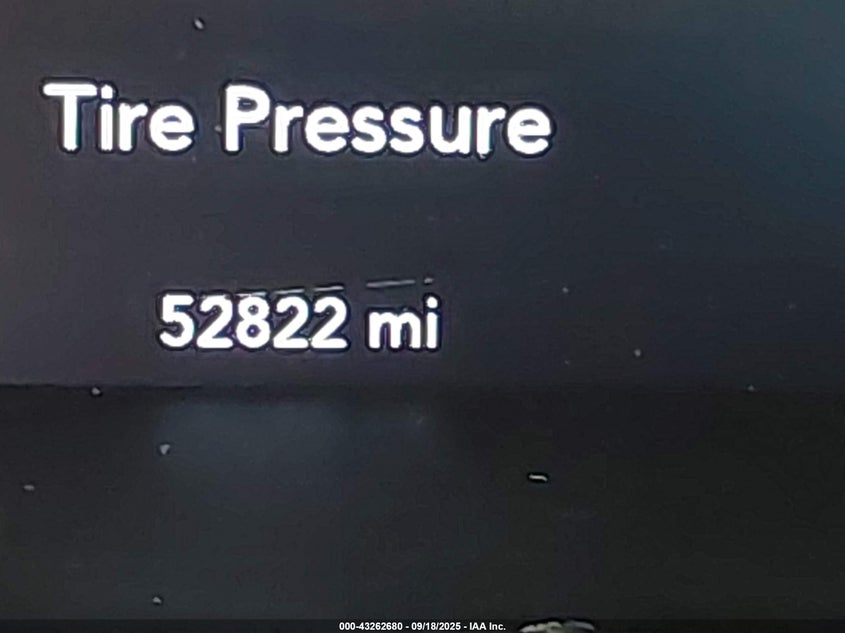 Tire Pressure
52822 mi
000-43262680 - 09/18/2025 - IAA Inc.